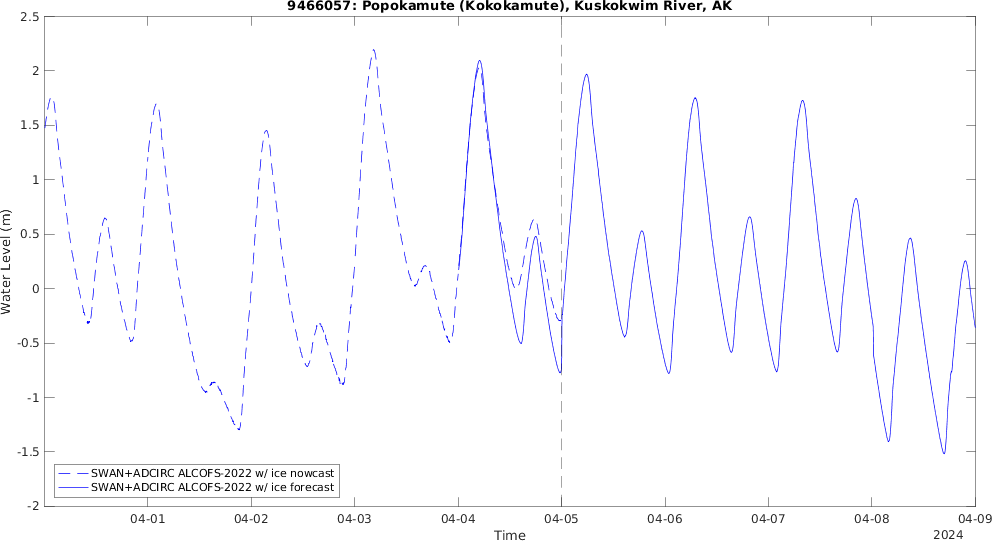 9466057: Popokamute (Kokokamute), Kuskokwim River, AK
2.5
2
1.5
1
0.5
0
-0.5
-1
-1.5
-2
Water Level (m)
SWAN+ADCIRC ALCOFS-2022 w/ ice nowcast
SWAN+ADCIRC ALCOFS-2022 w/ ice forecast
04-01 04-02 04-03 04-04 04-05 04-06 04-07 04-08 04-09
Time
2024